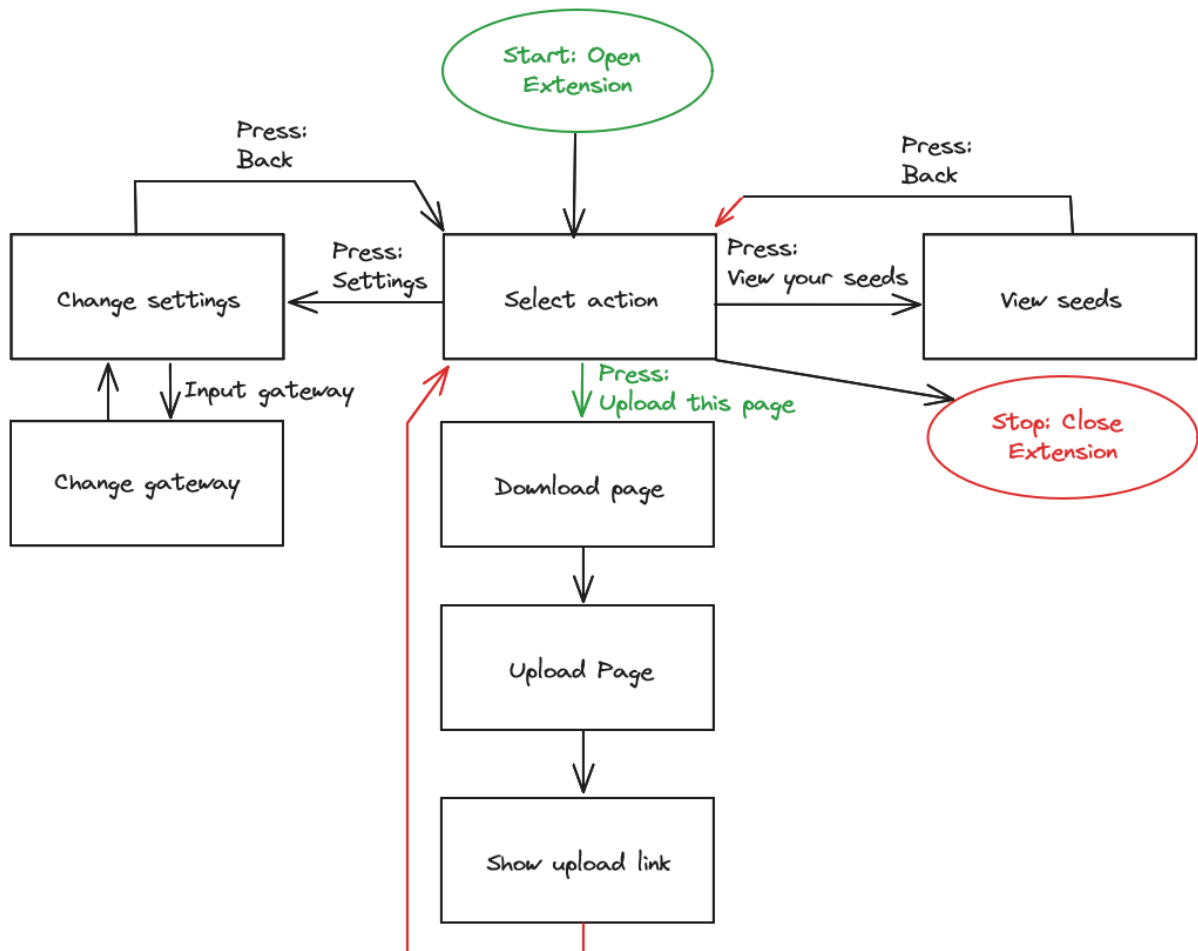 Start: Open
Extension
Press:
Back
Press:
Back
Press:
Settings
Press:
View your seeds
Change settings
Select action
View seeds
Input gateway
Press:
Upload this page
Stop: Close
Extension
Change gateway
Download page
Upload Page
Show upload link